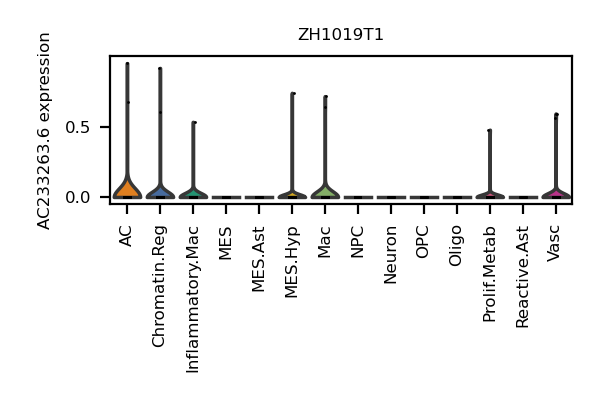 ZH1019T1
AC233263.6 expression
0.5
0.0
AC
Chromatin.Reg
Inflammatory.Mac
MES
MES.Ast
MES.Hyp
Mac
NPC
Neuron
OPC
Oligo
Prolif.Metab
Reactive.Ast
Vasc